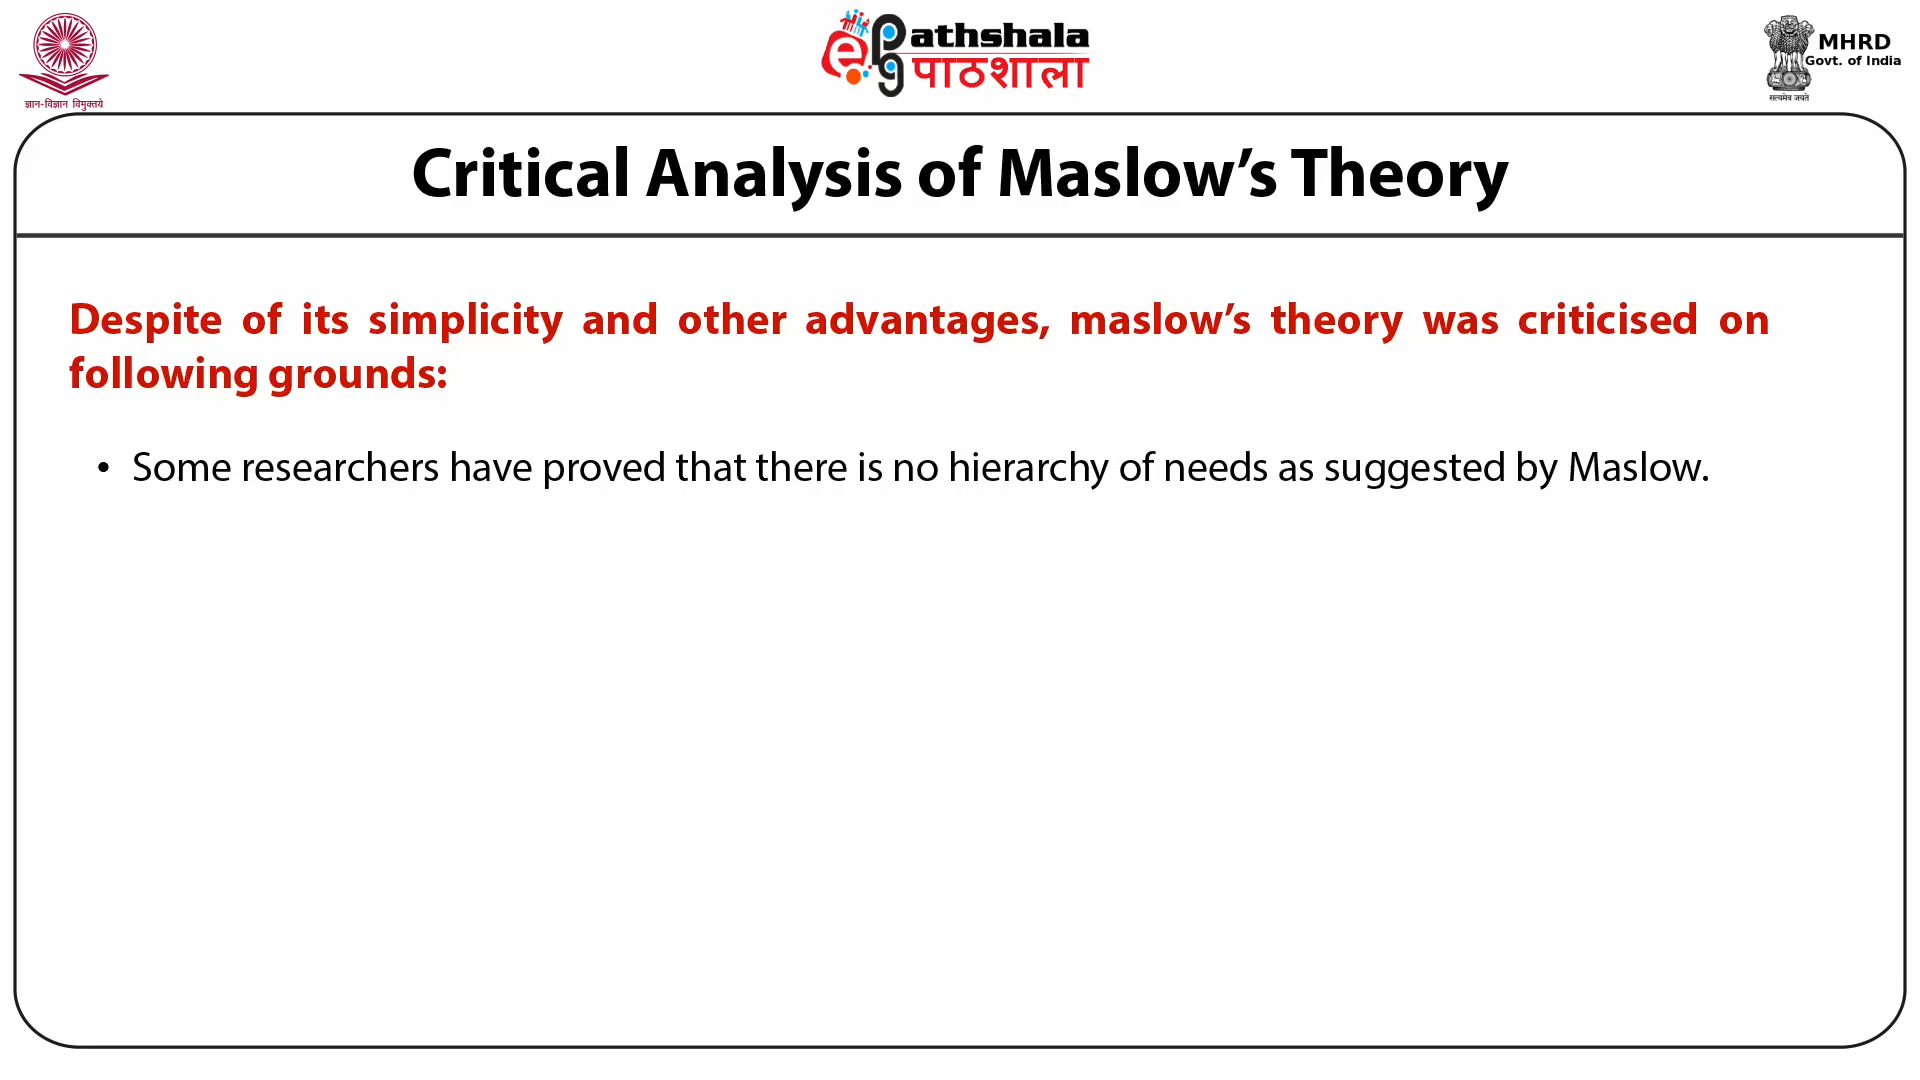 ज्ञान-विज्ञान विमुक्तये
ePG athshala
पाठशाला
MHRD
Govt. of India
सत्यमेव जयते
Critical Analysis of Maslow’s Theory
Despite of its simplicity and other advantages, maslow’s theory was criticised on
following grounds:
• Some researchers have proved that there is no hierarchy of needs as suggested by Maslow.